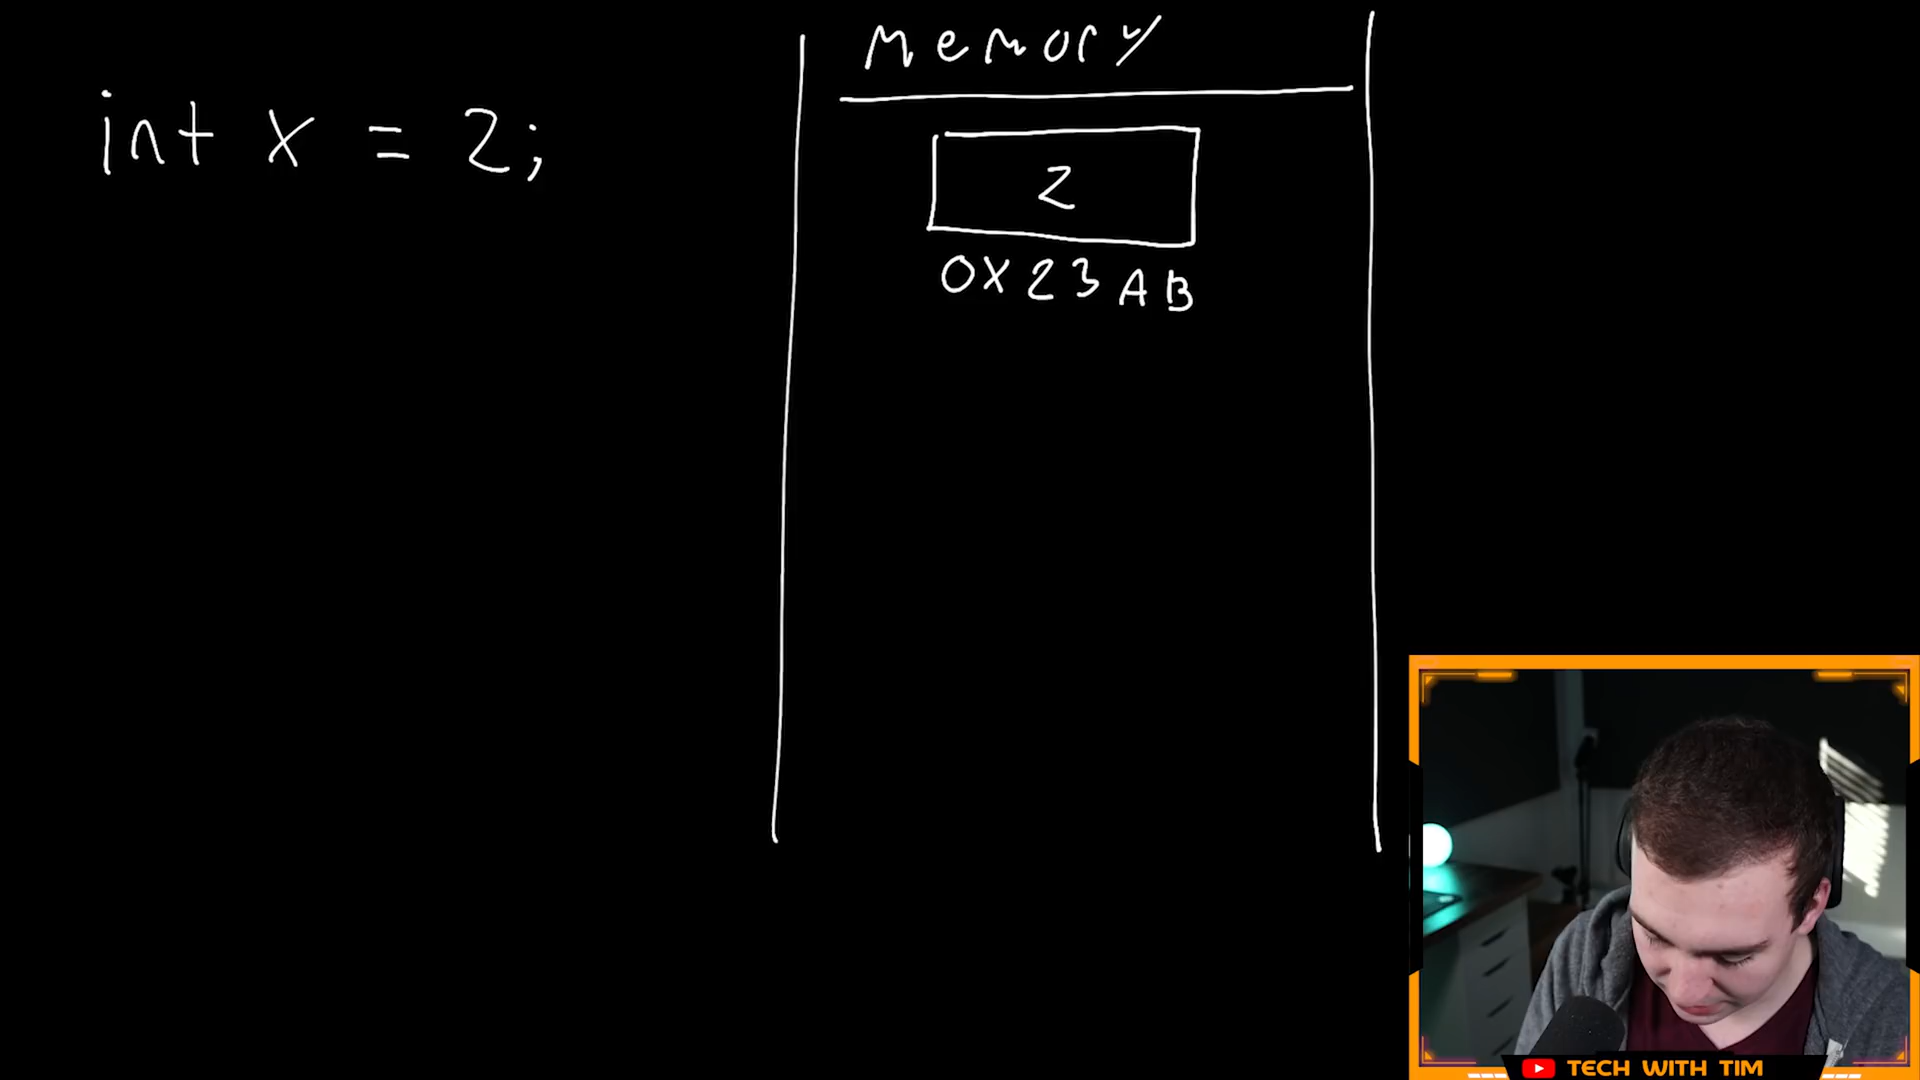 Memory
int x = 2;
2
0x23AB
TECH WITH TIM